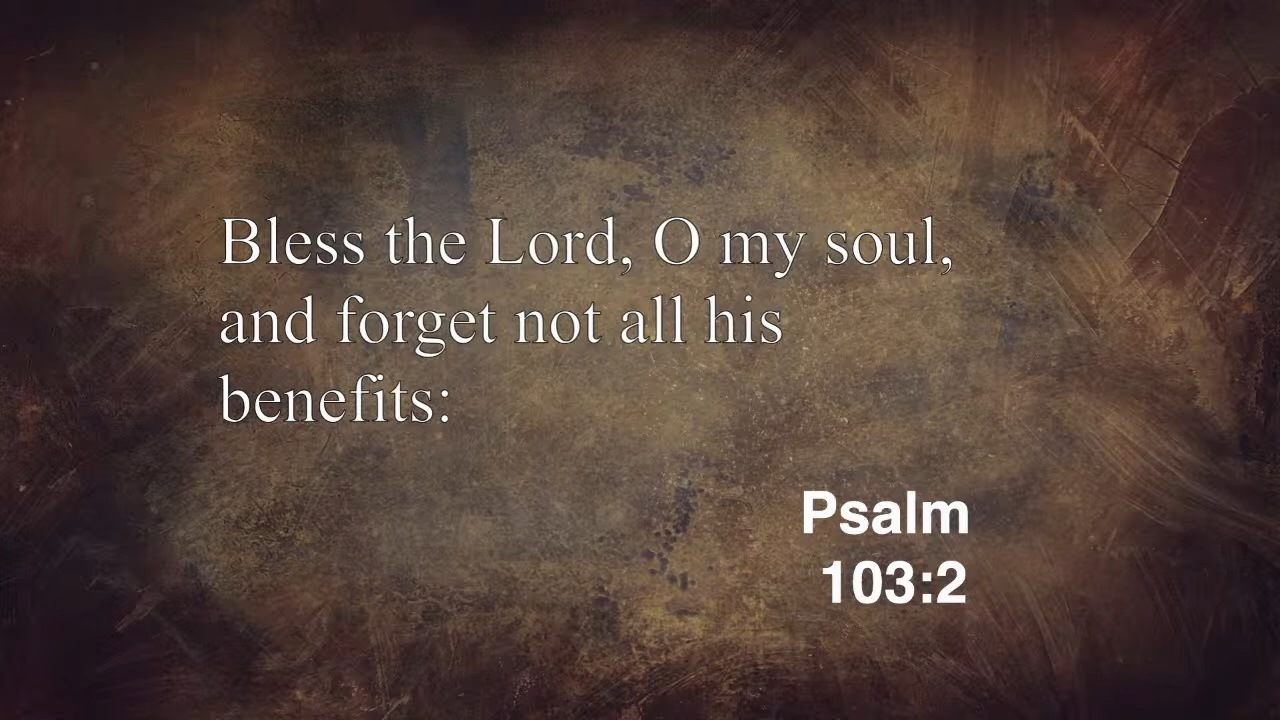 Bless the Lord, O my soul,
and forget not all his
benefits:
Psalm
103:2